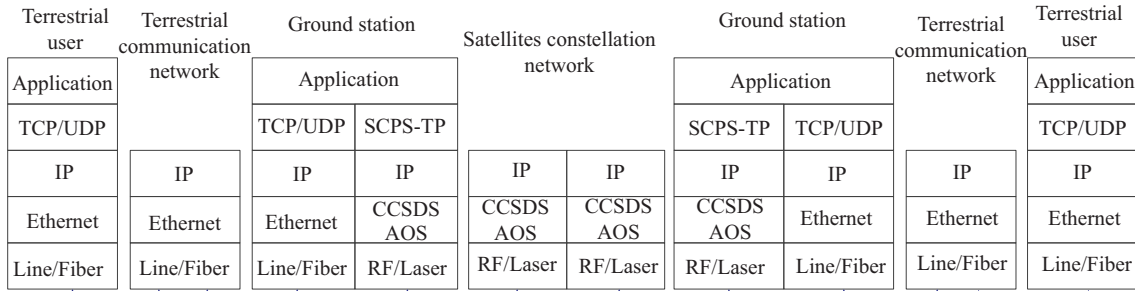 Terrestrial
user
Terrestrial
communication
network
Ground station
Satellites constellation
network
Ground station
Terrestrial
communication
network
Terrestrial
user
Application
Application
Application
Application
TCP/UDP
TCP/UDP
SCPS-TP
SCPS-TP
TCP/UDP
TCP/UDP
IP
IP
IP
IP
IP
IP
IP
IP
IP
IP
Ethernet
Ethernet
Ethernet
CCSDS
AOS
CCSDS
AOS
CCSDS
AOS
CCSDS
AOS
Ethernet
Ethernet
Ethernet
Line/Fiber
Line/Fiber
Line/Fiber
RF/Laser
RF/Laser
RF/Laser
RF/Laser
Line/Fiber
Line/Fiber
Line/Fiber